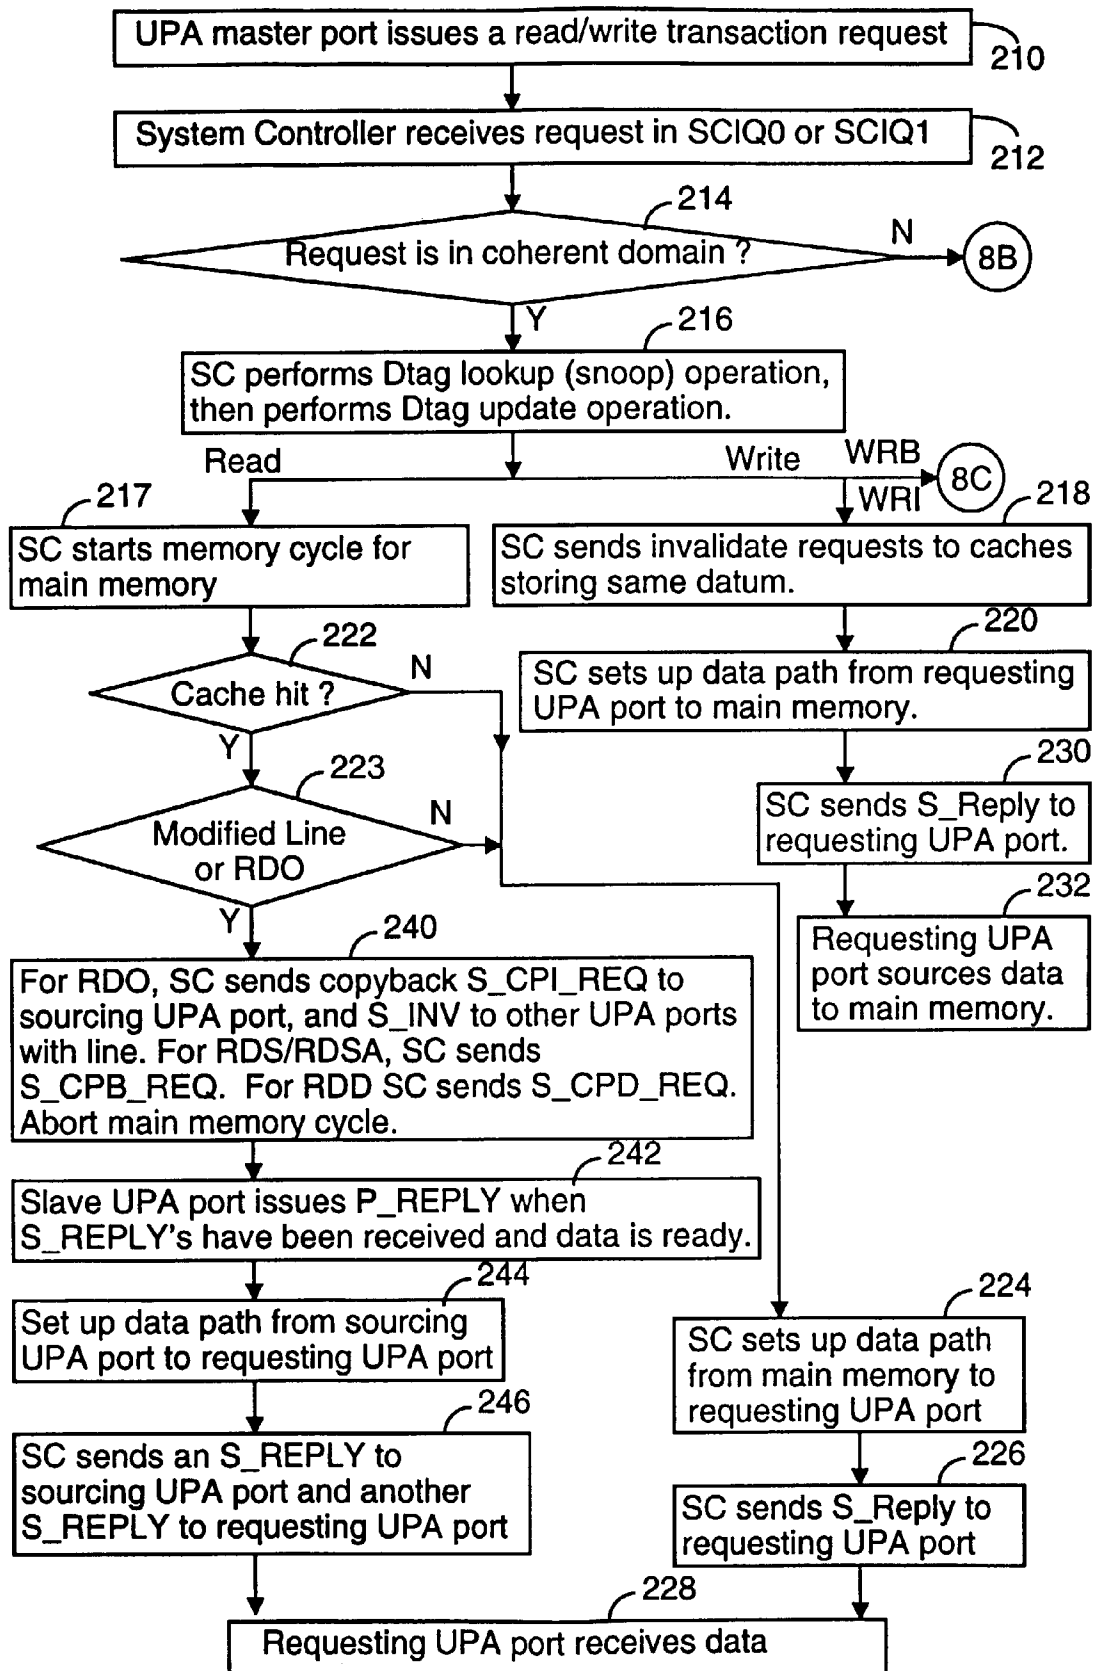 UPA master port issues a read/write transaction request
210
System Controller receives request in SCIQ0 or SCIQ1
212
214
Request is in coherent domain ?
N
8B
Y
216
SC performs Dtag lookup (snoop) operation,
then performs Dtag update operation.
Read
Write
WRB
8C
WRI
217
SC starts memory cycle for
main memory
218
SC sends invalidate requests to caches
storing same datum.
220
SC sets up data path from requesting
UPA port to main memory.
222
Cache hit ?
N
Y
223
Modified Line
or RDO
N
Y
230
SC sends S_Reply to
requesting UPA port.
232
Requesting UPA
port sources data
to main memory.
240
For RDO, SC sends copyback S_CPI_REQ to
sourcing UPA port, and S_INV to other UPA ports
with line. For RDS/RDSA, SC sends
S_CPB_REQ. For RDD SC sends S_CPD_REQ.
Abort main memory cycle.
242
Slave UPA port issues P_REPLY when
S_REPLY's have been received and data is ready.
244
Set up data path from sourcing
UPA port to requesting UPA port
246
SC sends an S_REPLY to
sourcing UPA port and another
S_REPLY to requesting UPA port
224
SC sets up data path
from main memory to
requesting UPA port
226
SC sends S_Reply to
requesting UPA port
228
Requesting UPA port receives data